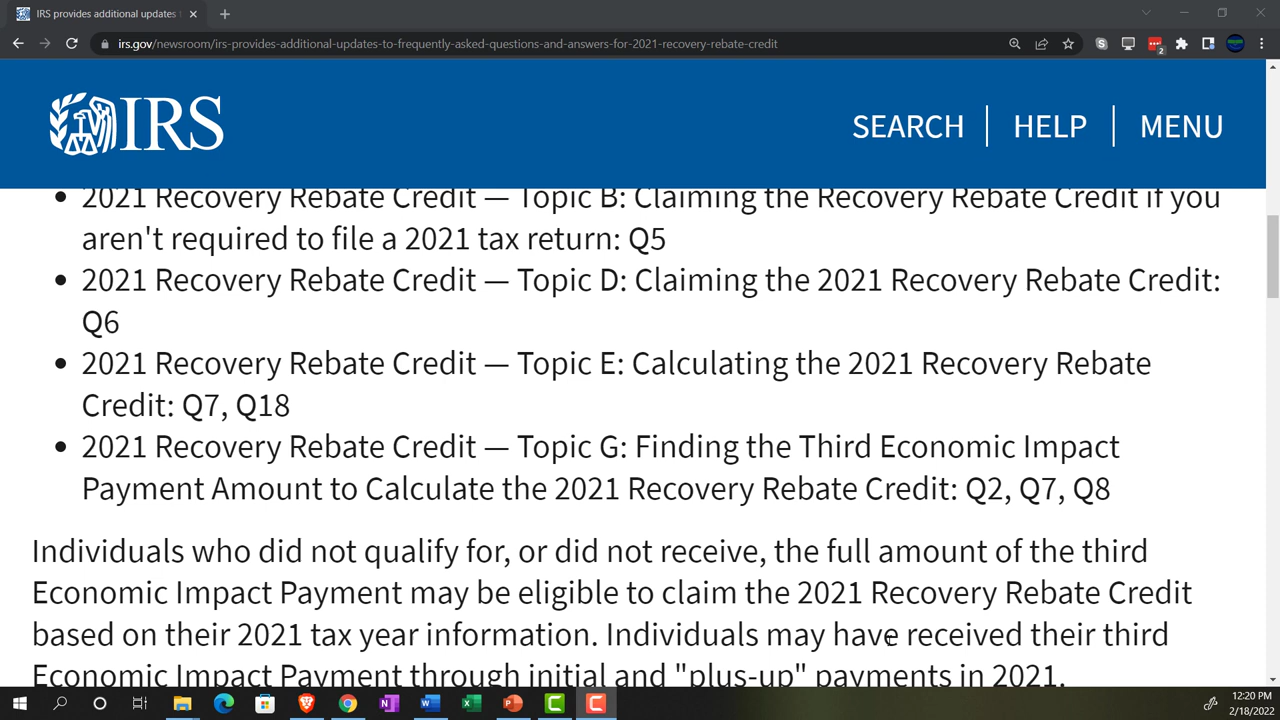 IRS provides additional updates t
irs.gov/newsroom/irs-provides-additional-updates-to-frequently-asked-questions-and-answers-for-2021-recovery-rebate-credit
2
IRS
SEARCH
HELP
MENU
• 2021 Recovery Rebate Credit — Topic B: Claiming the Recovery Rebate Credit if you
aren't required to file a 2021 tax return: Q5
• 2021 Recovery Rebate Credit — Topic D: Claiming the 2021 Recovery Rebate Credit:
Q6
• 2021 Recovery Rebate Credit — Topic E: Calculating the 2021 Recovery Rebate
Credit: Q7, Q18
• 2021 Recovery Rebate Credit — Topic G: Finding the Third Economic Impact
Payment Amount to Calculate the 2021 Recovery Rebate Credit: Q2, Q7, Q8
Individuals who did not qualify for, or did not receive, the full amount of the third
Economic Impact Payment may be eligible to claim the 2021 Recovery Rebate Credit
based on their 2021 tax year information. Individuals may have received their third
Economic Impact Payment through initial and "plus-up" payments in 2021.
12:20 PM
2/18/2022